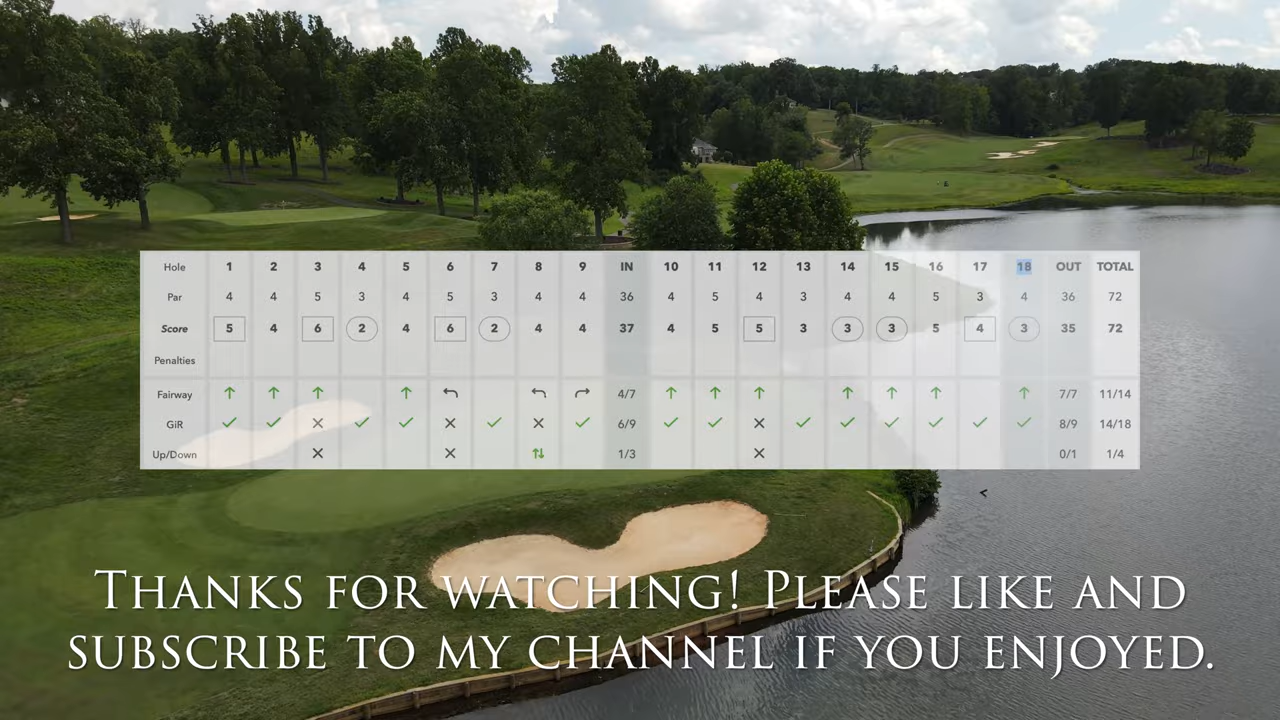 Hole 1 2 3 4 5 6 7 8 9 IN 10 11 12 13 14 15 16 17 18 OUT TOTAL
Par 4 4 5 3 4 5 3 4 4 36 4 5 4 3 4 4 5 3 4 36 72
Score 5 4 6 2 4 6 2 4 4 37 4 5 5 3 3 3 5 4 3 35 72
Penalties
Fairway 4/7 7/7 11/14
GiR 6/9 8/9 14/18
Up/Down 1/3 0/1 1/4
Thanks for watching! Please like and
subscribe to my channel if you enjoyed.